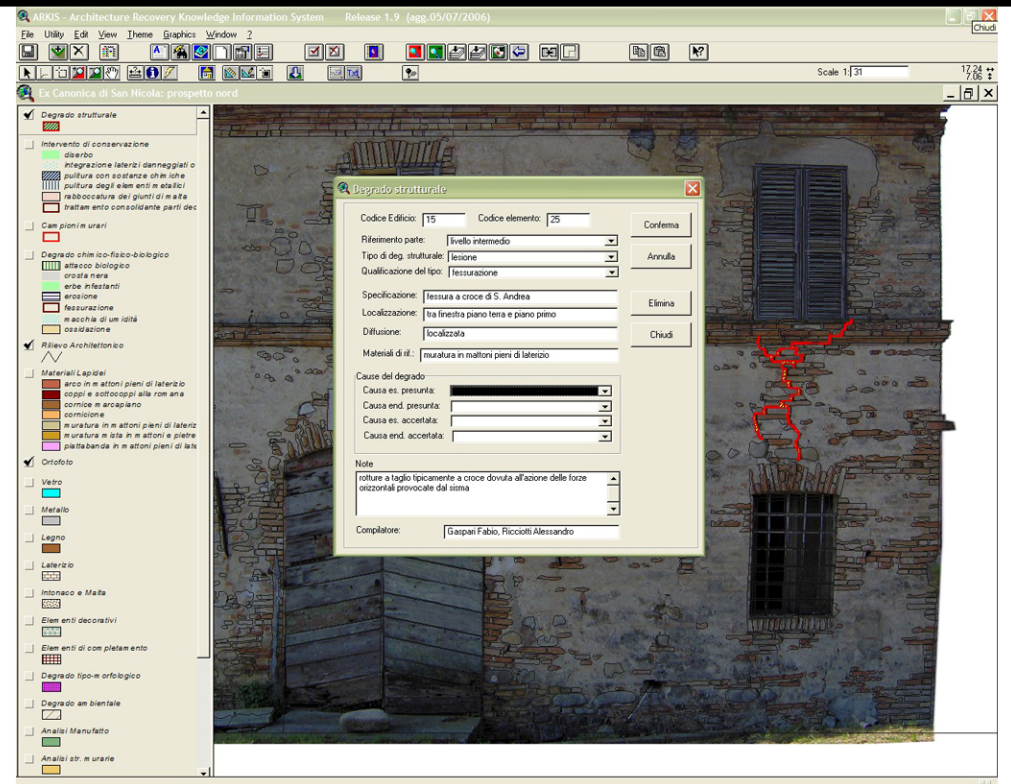 ARKIS - Architecture Recovery Knowledge Information System Release 1.9 (agg.05/07/2006)
Chiudi
File Utility Edit View Theme Graphics Window ?
Scale 1: 31
17.24
7.06
Ex Canonica di San Nicola: prospetto nord
Degrado strutturale
Intervento di conservazione
diserbo
integrazione laterizi danneggiati o
pulitura con sostanze chimiche
pulitura degli elementi metallici
rabboccatura dei giunti di malta
trattamento consolidante parti dec
Campioni murari
Degrado chimico-fisico-biologico
attacco biologico
crosta nera
erbe infestanti
erosione
fessurazione
macchia di umidità
ossidazione
Rilievo Architettonico
Materiali Lapidei
arco in mattoni pieni di laterizio
coppi e sottocoppi alla romana
cornice marcapiano
cornicione
muratura in mattoni pieni di lateriz
muratura mista in mattoni e pietre
piattabanda in mattoni pieni di late
Ortofoto
Vetro
Metallo
Legno
Laterizio
Intonaco e Malta
Elementi decorativi
Elementi di completamento
Degrado tipo-morfologico
Degrado ambientale
Analisi Manufatto
Analisi str. murarie
Degrado strutturale
Codice Edificio: 15 Codice elemento: 25
Conferma
Riferimento parte: livello intermedio
Tipo di deg. strutturale: lesione
Annulla
Qualificazione del tipo: fessurazione
Specificazione: fessura a croce di S. Andrea
Elimina
Localizzazione: tra finestra piano terra e piano primo
Diffusione: localizzata
Chiudi
Materiali di rif.: muratura in mattoni pieni di laterizio
Cause del degrado
Causa es. presunta:
Causa end. presunta:
Causa es. accertata:
Causa end. accertata:
Note
rotture a taglio tipicamente a croce dovuta all'azione delle forze
orizzontali provocate dal sisma
Compilatore: Gaspari Fabio, Ricciotti Alessandro